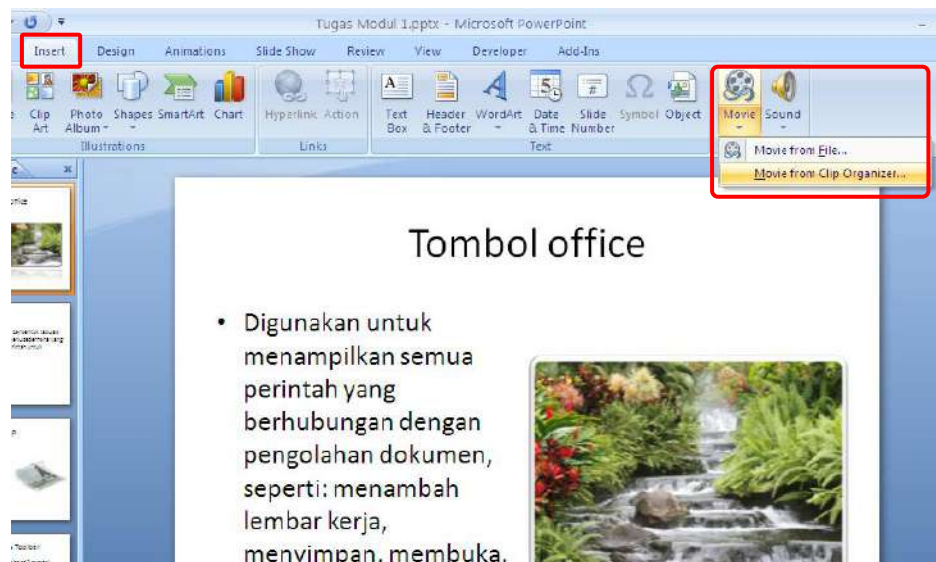 Tugas Modul 1.pptx - Microsoft PowerPoint
Insert Design Animations Slide Show Review View Developer Add-Ins
Clip Art Photo Album Shapes SmartArt Chart Hyperlink Action Text Box Header & Footer WordArt Date & Time Slide Number Symbol Object Movie Sound
Illustrations Links Text
Movie from File...
Movie from Clip Organizer...
Tombol office
• Digunakan untuk
menampilkan semua
perintah yang
berhubungan dengan
pengolahan dokumen,
seperti: menambah
lembar kerja,
menyimpan, membuka,